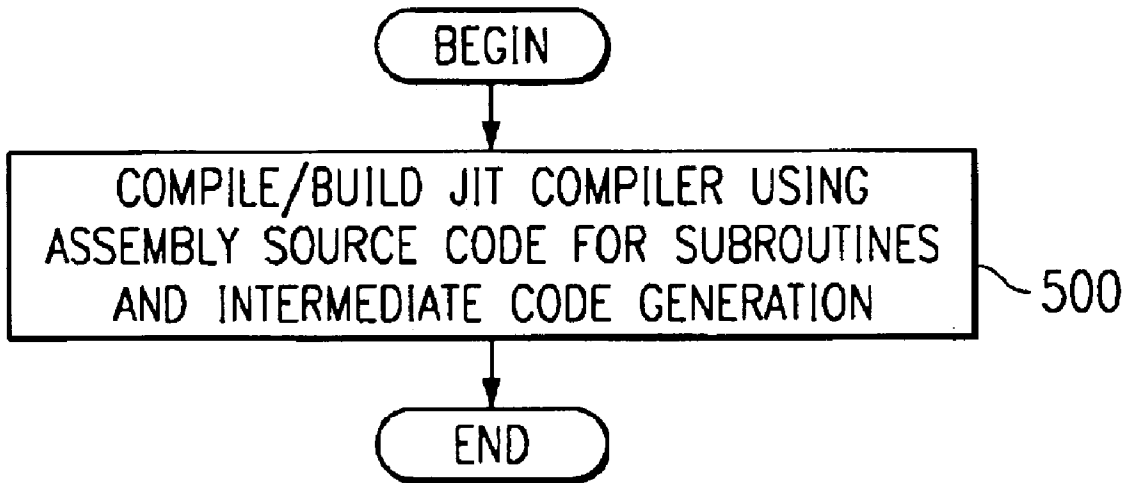 BEGIN
COMPILE/BUILD JIT COMPILER USING
ASSEMBLY SOURCE CODE FOR SUBROUTINES
AND INTERMEDIATE CODE GENERATION
500
END